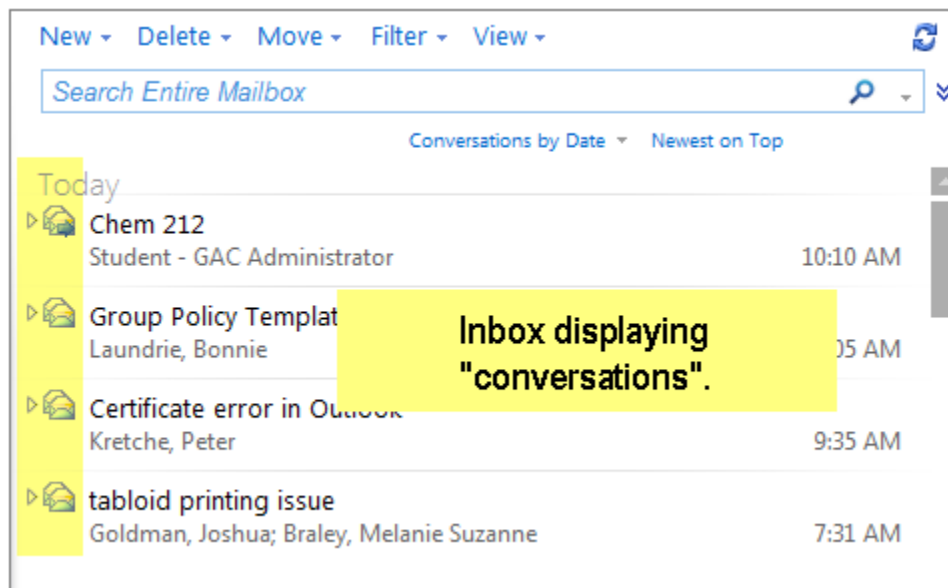 New Delete Move Filter View
Search Entire Mailbox
Conversations by Date Newest on Top
Today
Chem 212
Student - GAC Administrator 10:10 AM
Group Policy Templat
Laundrie, Bonnie 05 AM
Inbox displaying
"conversations".
Certificate error in Outlook
Kretche, Peter 9:35 AM
tabloid printing issue
Goldman, Joshua; Braley, Melanie Suzanne 7:31 AM